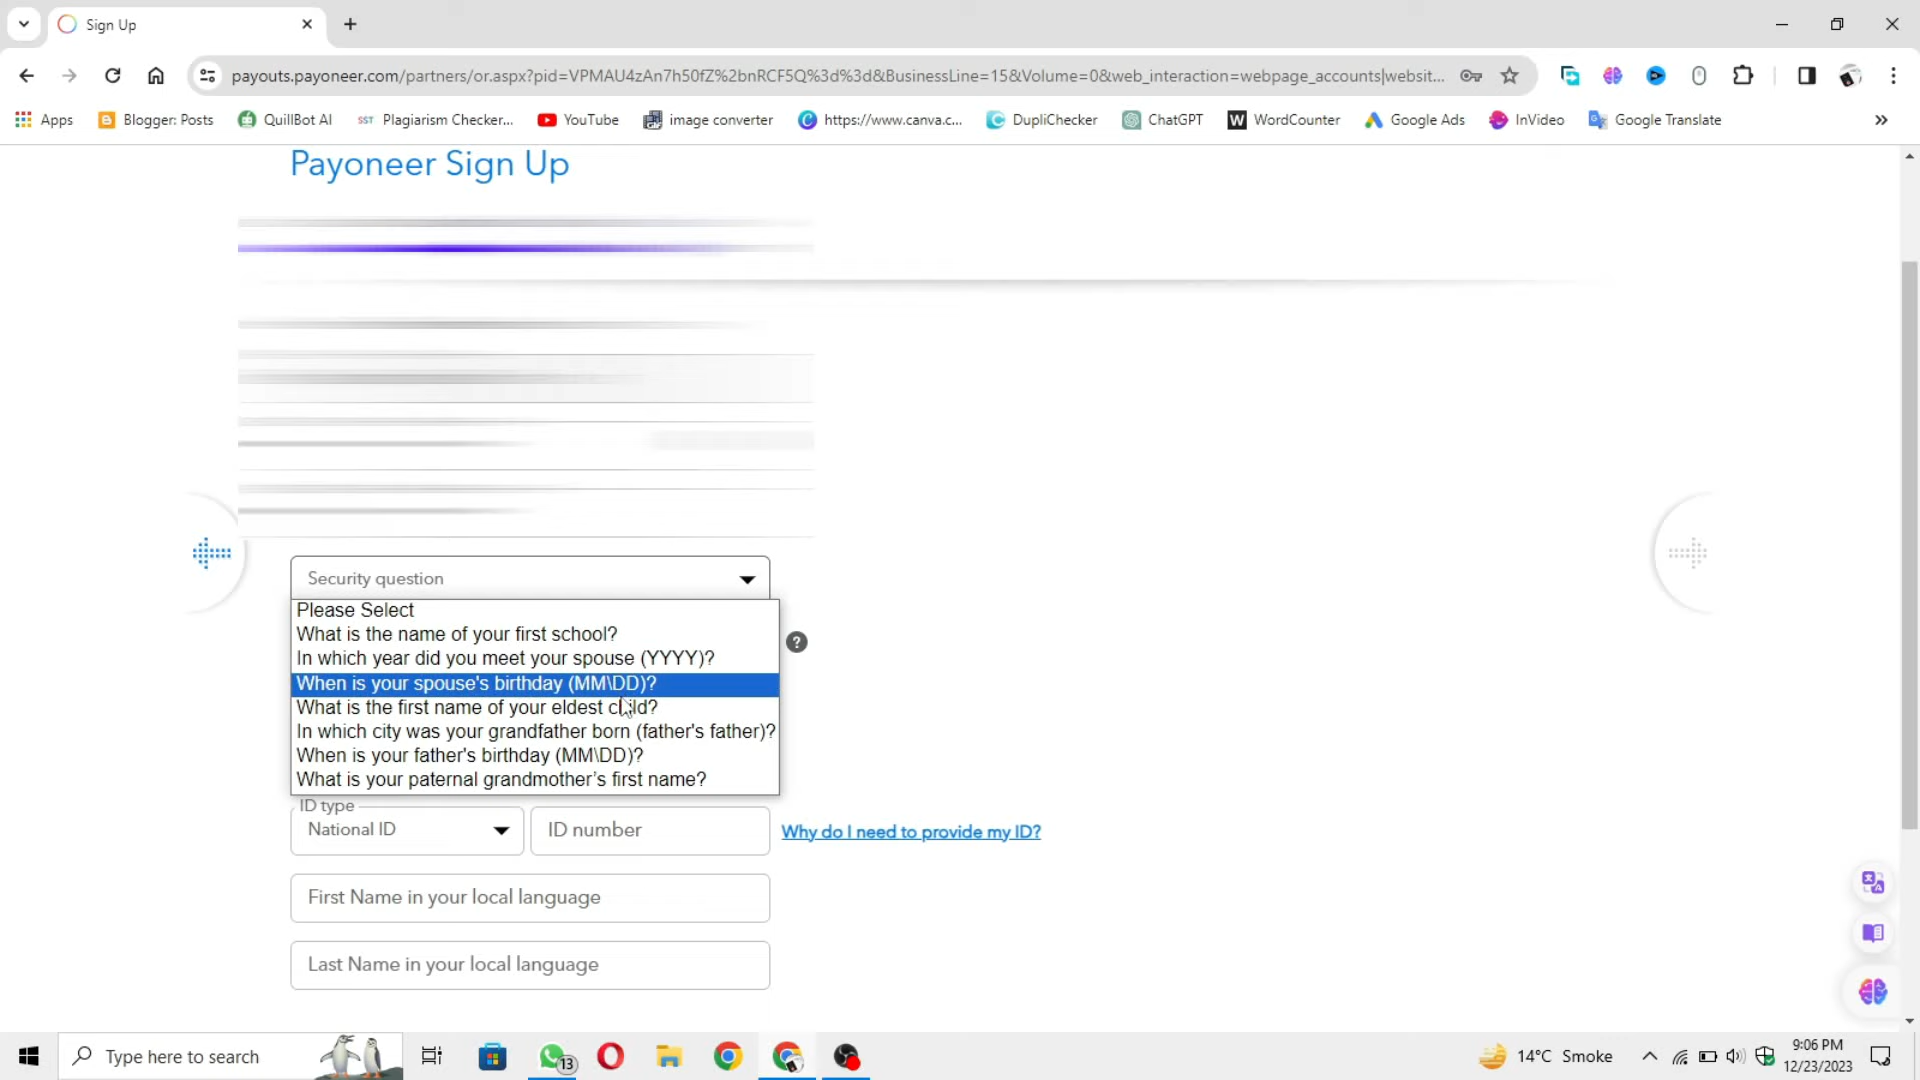 Sign Up
payouts.payoneer.com/partners/or.aspx?pid=VPMAU4zAn7h50fZ%2bnRCF5Q%3d%3d&BusinessLine=15&Volume=0&web_interaction=webpage_accounts|websit...
Apps
Blogger: Posts
QuillBot AI
SST Plagiarism Checker...
YouTube
image converter
https://www.canva.c...
DupliChecker
ChatGPT
W WordCounter
Google Ads
InVideo
Google Translate
Payoneer Sign Up
Security question
Please Select
What is the name of your first school?
In which year did you meet your spouse (YYYY)?
When is your spouse's birthday (MM\DD)?
What is the first name of your eldest child?
In which city was your grandfather born (father's father)?
When is your father's birthday (MM\DD)?
What is your paternal grandmother’s first name?
?
ID type
National ID
ID number
Why do I need to provide my ID?
First Name in your local language
Last Name in your local language
Type here to search
13
14°C Smoke
9:06 PM
12/23/2023